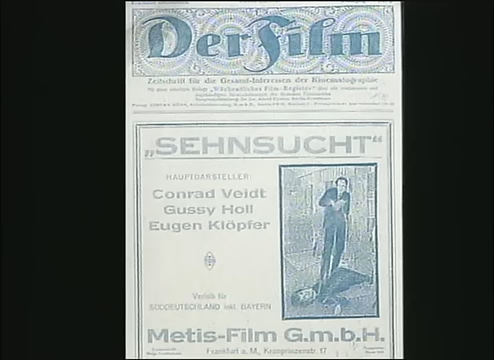 Der Film
Zeitschrift für die Gesamt-Interessen der Kinematographie
„SEHNSUCHT“
HAUPTDARSTELLER:
Conrad Veidt
Gussy Holl
Eugen Klöpfer
Verleih für
SÜDDEUTSCHLAND inkl. BAYERN
Metis-Film G.m.b.H.
Frankfurt a. M., Kronprinzenstr. 17